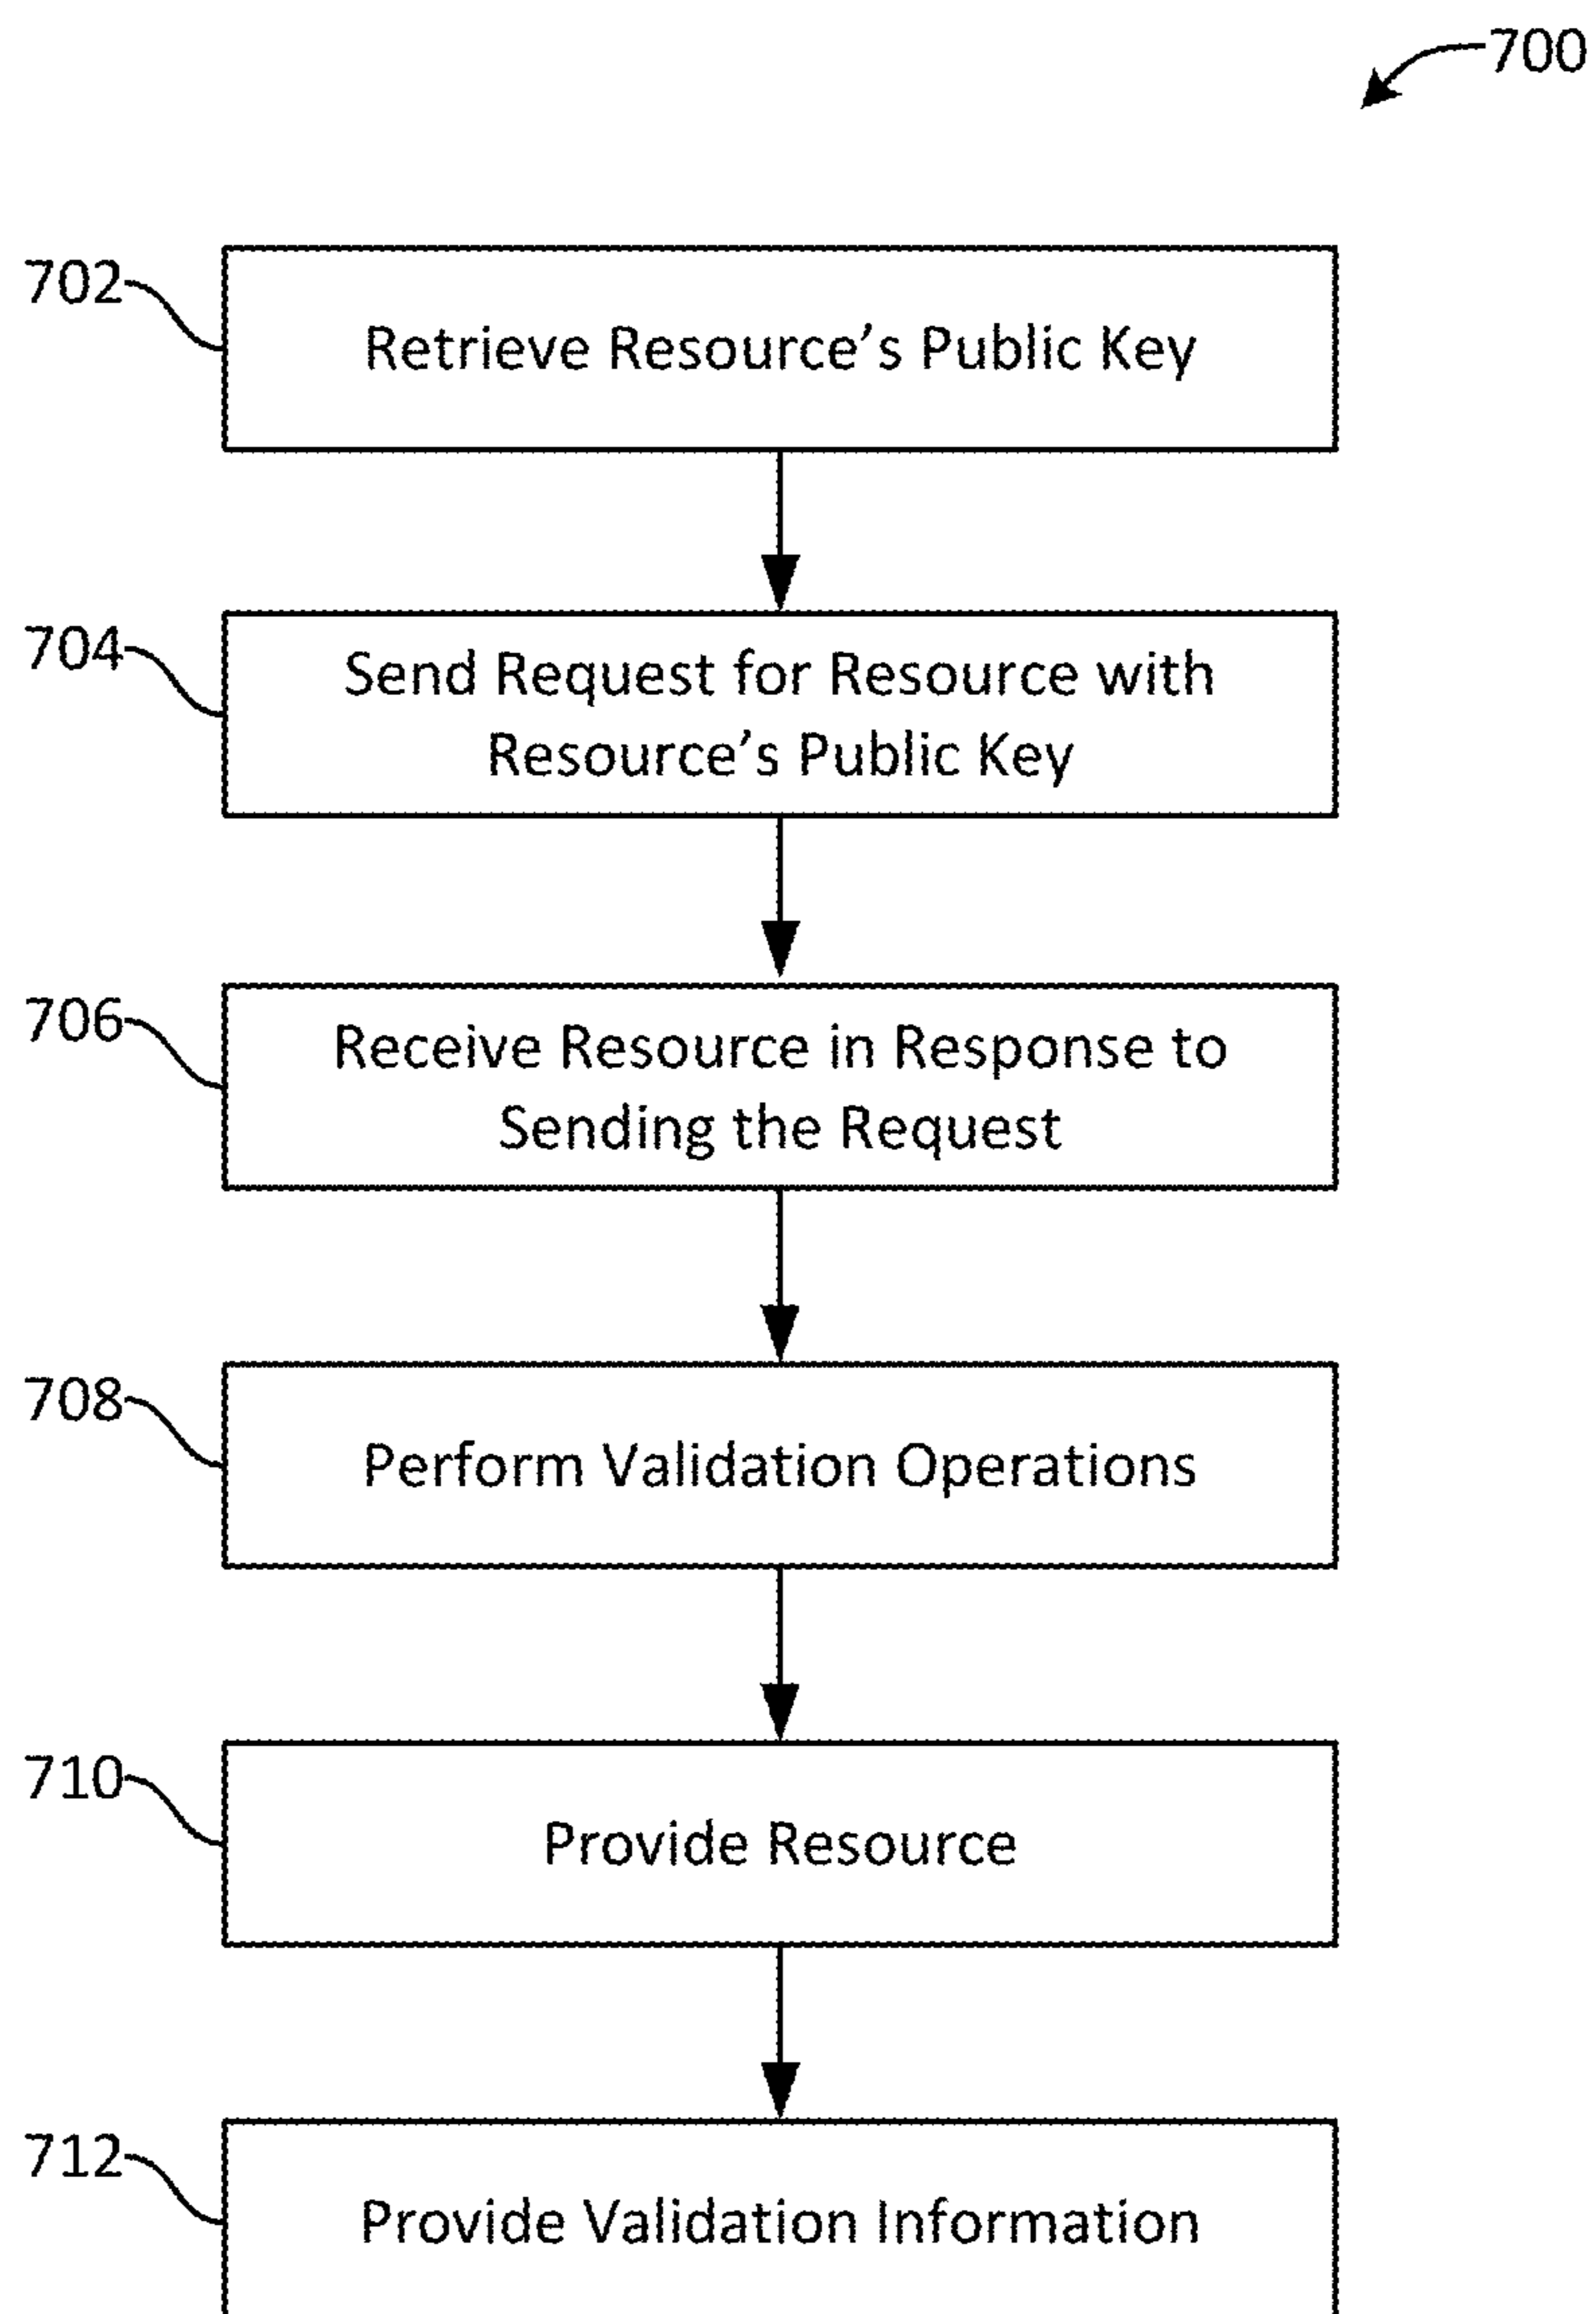 700
702
Retrieve Resource’s Public Key
704
Send Request for Resource with
Resource’s Public Key
706
Receive Resource in Response to
Sending the Request
708
Perform Validation Operations
710
Provide Resource
712
Provide Validation Information